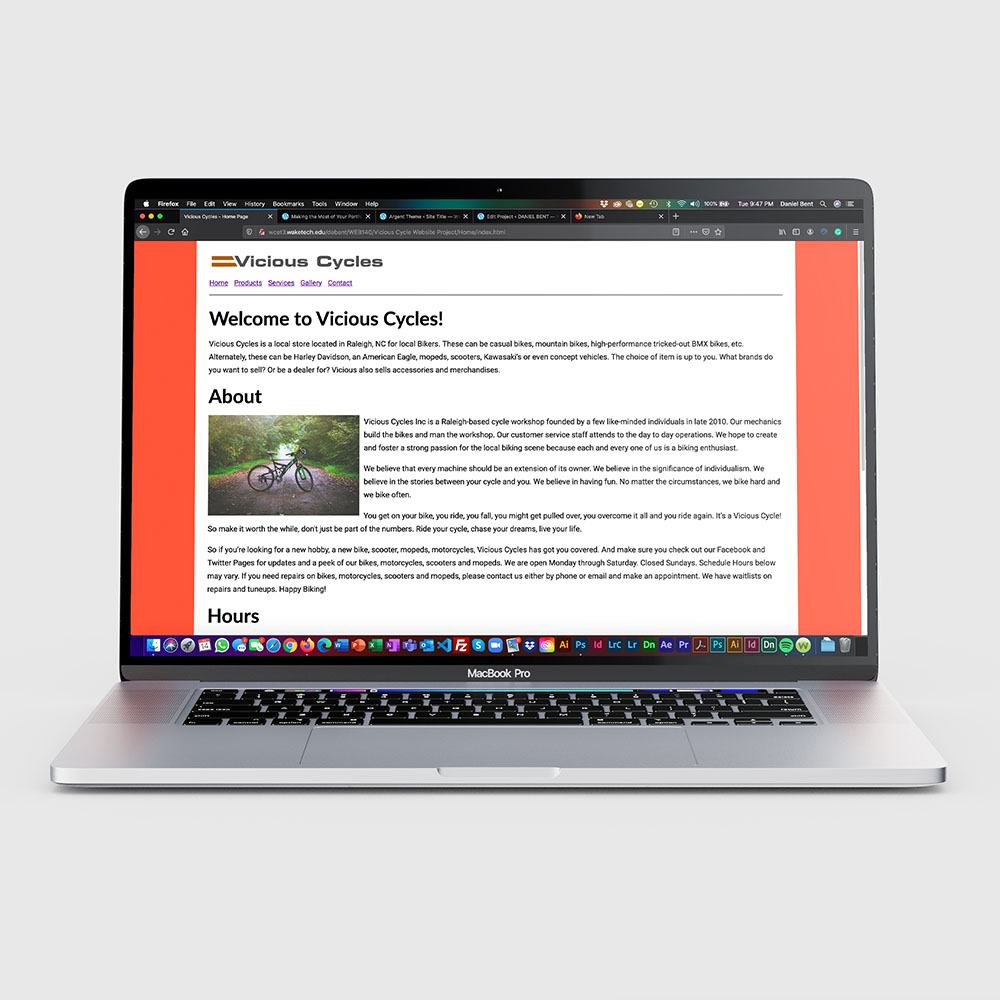 Firefox File Edit View History Bookmarks Tools Window Help 100% Tue 9:47 PM Daniel Bent
Vicious Cycles - Home Page Making the Most of Your Portfo Argent Theme ‹ Site Title — W Edit Project ‹ DANIEL BENT — New Tab
wcet3.waketech.edu/debent/WEB140/Vicious Cycle Website Project/Home/index.html
Vicious Cycles
Home Products Services Gallery Contact
Welcome to Vicious Cycles!
Vicious Cycles is a local store located in Raleigh, NC for local Bikers. These can be casual bikes, mountain bikes, high-performance tricked-out BMX bikes, etc.
Alternately, these can be Harley Davidson, an American Eagle, mopeds, scooters, Kawasaki's or even concept vehicles. The choice of item is up to you. What brands do
you want to sell? Or be a dealer for? Vicious also sells accessories and merchandises.
About
Vicious Cycles Inc is a Raleigh-based cycle workshop founded by a few like-minded individuals in late 2010. Our mechanics
build the bikes and man the workshop. Our customer service staff attends to the day to day operations. We hope to create
and foster a strong passion for the local biking scene because each and every one of us is a biking enthusiast.
We believe that every machine should be an extension of its owner. We believe in the significance of individualism. We
believe in the stories between your cycle and you. We believe in having fun. No matter the circumstances, we bike hard and
we bike often.
You get on your bike, you ride, you fall, you might get pulled over, you overcome it all and you ride again. It's a Vicious Cycle!
So make it worth the while, don't just be part of the numbers. Ride your cycle, chase your dreams, live your life.
So if you're looking for a new hobby, a new bike, scooter, mopeds, motorcycles, Vicious Cycles has got you covered. And make sure you check out our Facebook and
Twitter Pages for updates and a peek of our bikes, motorcycles, scooters and mopeds. We are open Monday through Saturday. Closed Sundays. Schedule Hours below
may vary. If you need repairs on bikes, motorcycles, scooters and mopeds, please contact us either by phone or email and make an appointment. We have waitlists on
repairs and tuneups. Happy Biking!
Hours
14 Ai Ps Id LrC Lr Dn Ae Pr Ps Ai Id Dn
MacBook Pro